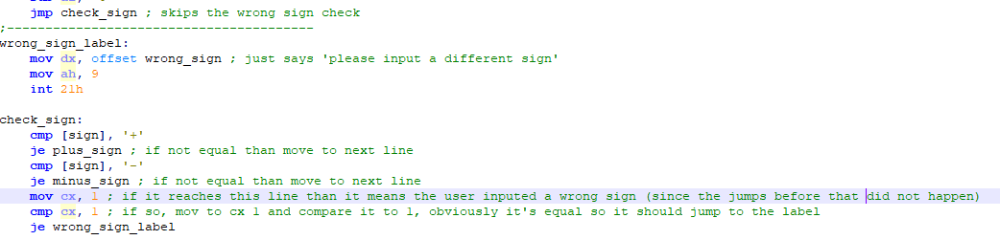 jmp check_sign ; skips the wrong sign check
;----------------------------------------
wrong_sign_label:
mov dx, offset wrong_sign ; just says 'please input a different sign'
mov ah, 9
int 21h
check_sign:
cmp [sign], '+'
je plus_sign ; if not equal than move to next line
cmp [sign], '-'
je minus_sign ; if not equal than move to next line
mov cx, 1 ; if it reaches this line than it means the user inputed a wrong sign (since the jumps before that did not happen)
cmp cx, 1 ; if so, mov to cx 1 and compare it to 1, obviously it's equal so it should jump to the label
je wrong_sign_label